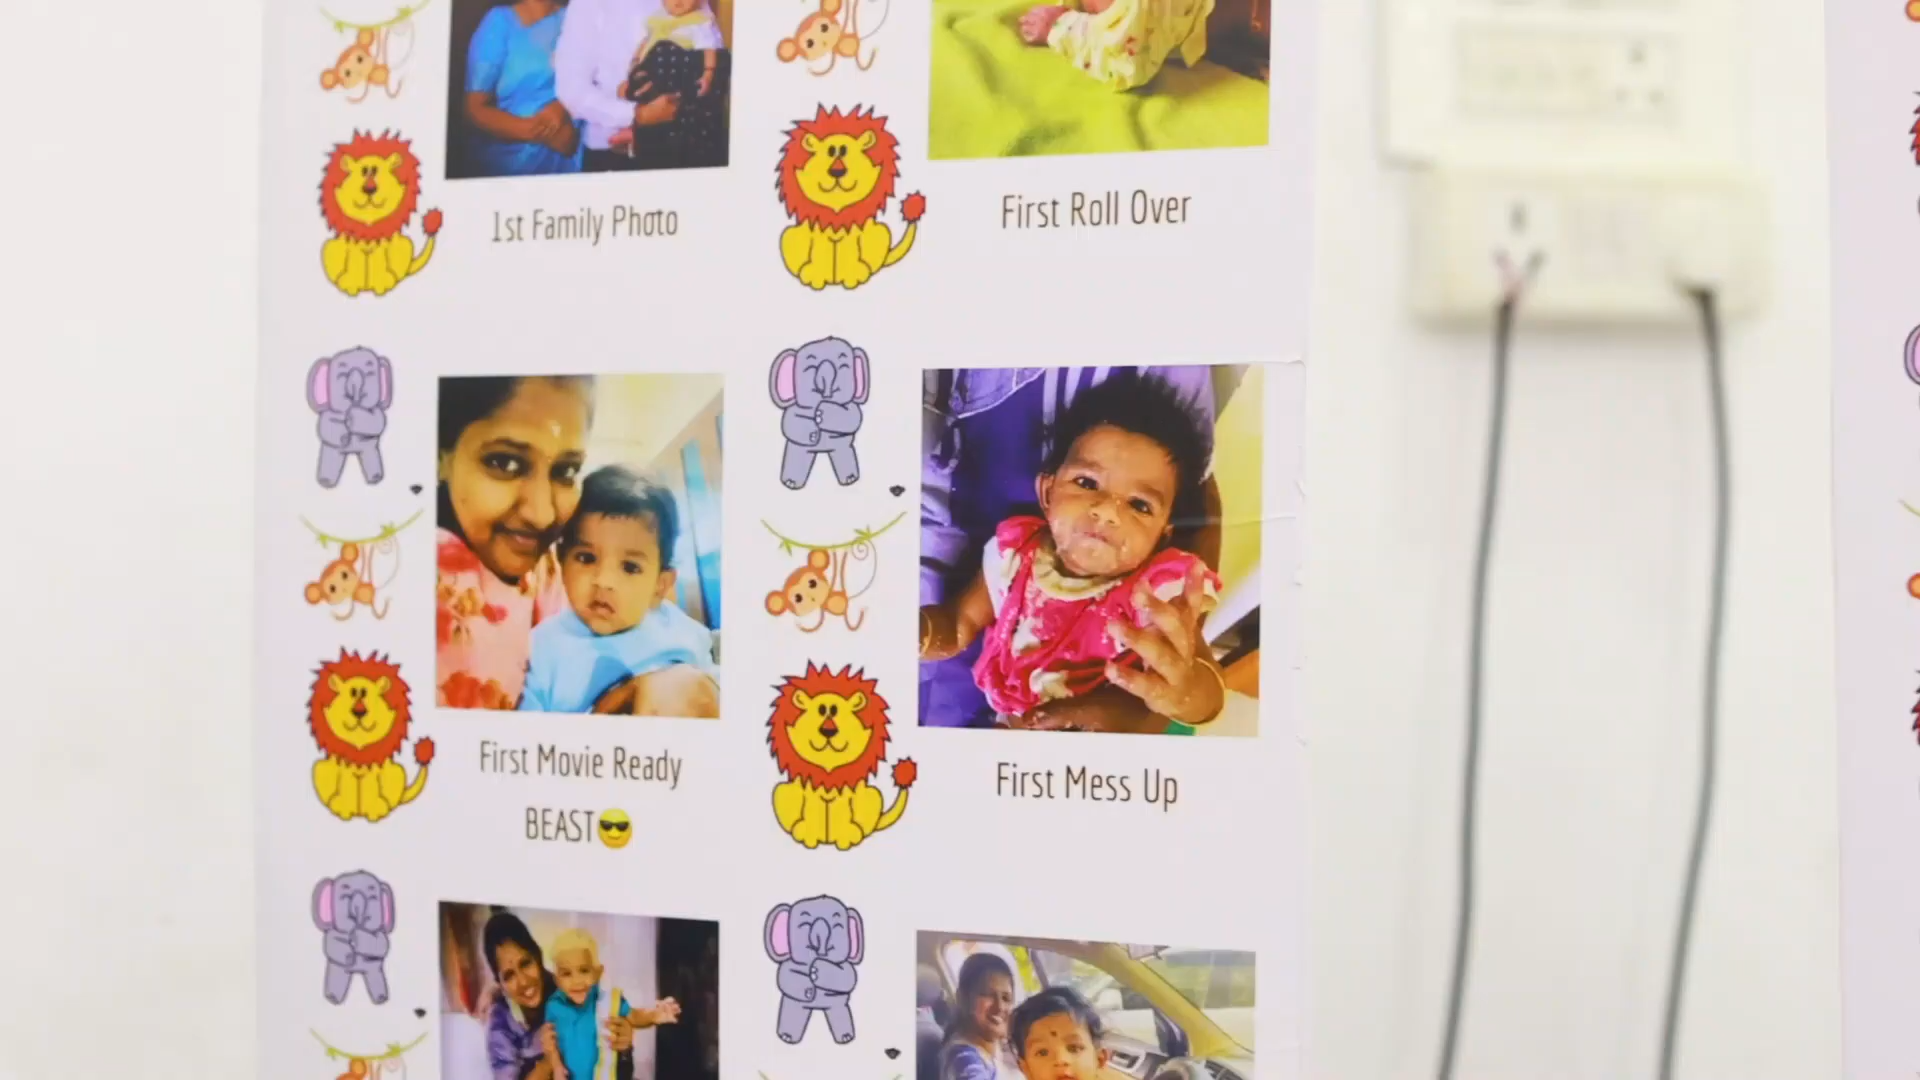 1st Family Photo
First Roll Over
First Movie Ready
BEAST😎
First Mess Up